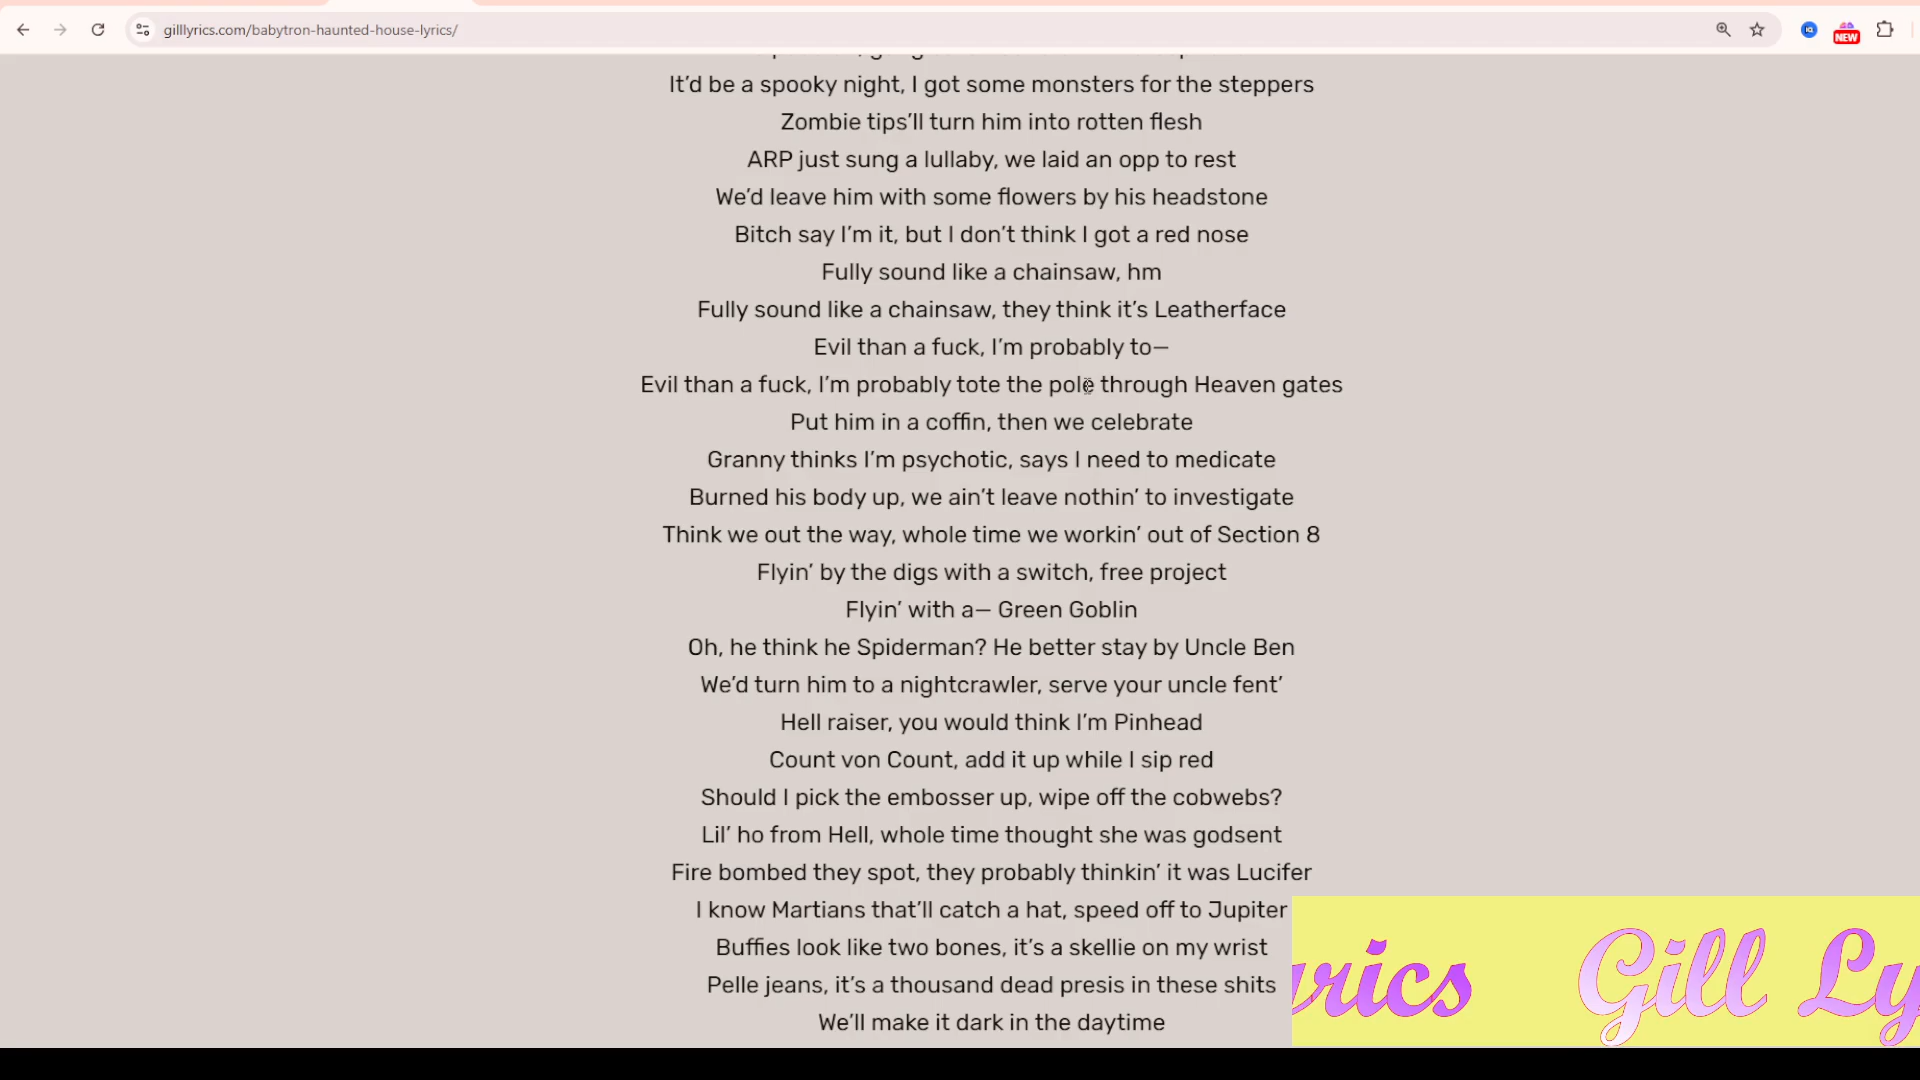 gilllyrics.com/babytron-haunted-house-lyrics/
NEW
It’d be a spooky night, I got some monsters for the steppers
Zombie tips’ll turn him into rotten flesh
ARP just sung a lullaby, we laid an opp to rest
We’d leave him with some flowers by his headstone
Bitch say I’m it, but I don’t think I got a red nose
Fully sound like a chainsaw, hm
Fully sound like a chainsaw, they think it’s Leatherface
Evil than a fuck, I’m probably to—
Evil than a fuck, I’m probably tote the pole through Heaven gates
Put him in a coffin, then we celebrate
Granny thinks I’m psychotic, says I need to medicate
Burned his body up, we ain’t leave nothin’ to investigate
Think we out the way, whole time we workin’ out of Section 8
Flyin’ by the digs with a switch, free project
Flyin’ with a— Green Goblin
Oh, he think he Spiderman? He better stay by Uncle Ben
We’d turn him to a nightcrawler, serve your uncle fent’
Hell raiser, you would think I’m Pinhead
Count von Count, add it up while I sip red
Should I pick the embosser up, wipe off the cobwebs?
Lil’ ho from Hell, whole time thought she was godsent
Fire bombed they spot, they probably thinkin’ it was Lucifer
I know Martians that’ll catch a hat, speed off to Jupiter
Buffies look like two bones, it’s a skellie on my wrist
Pelle jeans, it’s a thousand dead presis in these shits
We’ll make it dark in the daytime
yrics Gill Ly